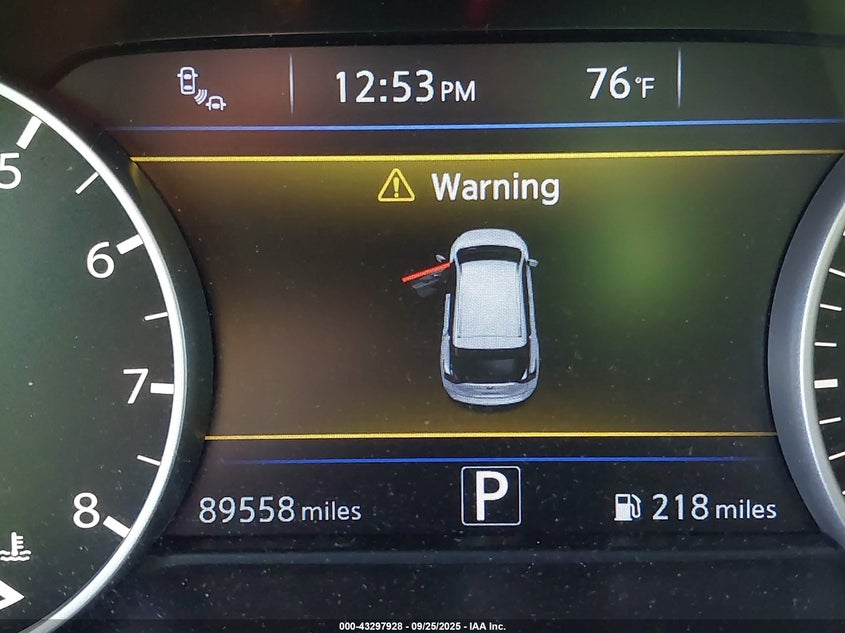 12:53 PM
76°F
5
Warning
6
7
8
89558 miles
P
218 miles
000-43297928 - 09/25/2025 - IAA Inc.